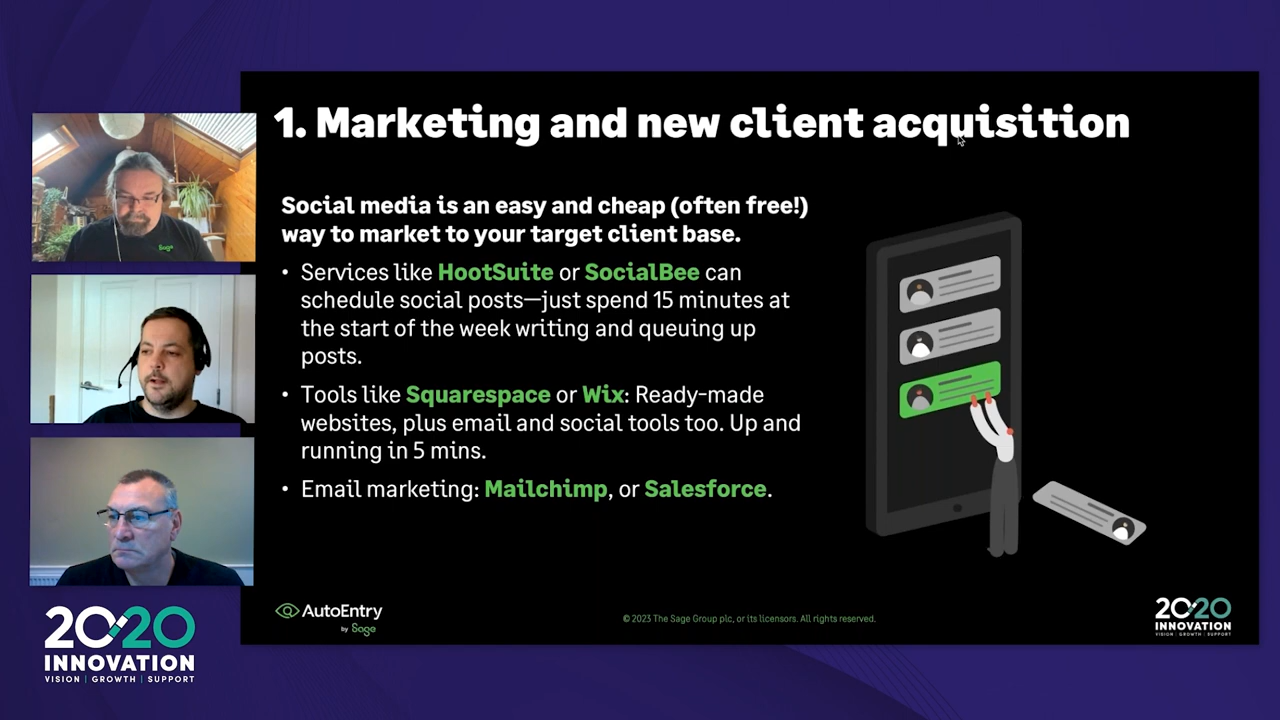 1. Marketing and new client acquisition
Social media is an easy and cheap (often free!)
way to market to your target client base.
• Services like HootSuite or SocialBee can
schedule social posts—just spend 15 minutes at
the start of the week writing and queuing up
posts.
• Tools like Squarespace or Wix: Ready-made
websites, plus email and social tools too. Up and
running in 5 mins.
• Email marketing: Mailchimp, or Salesforce.
Sage
AutoEntry
by Sage
© 2023 The Sage Group plc, or its licensors. All rights reserved.
2020
INNOVATION
VISION | GROWTH | SUPPORT
2020
INNOVATION
VISION | GROWTH | SUPPORT